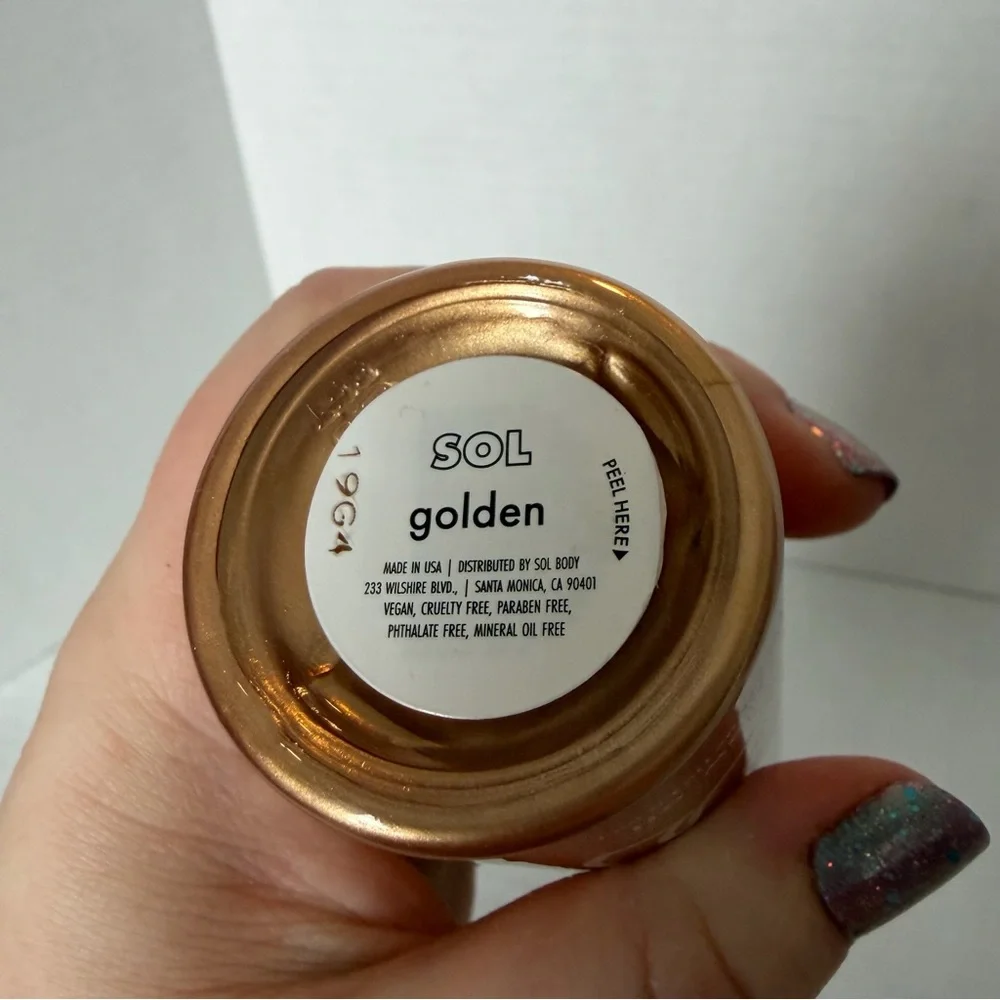 SOL
golden
MADE IN USA | DISTRIBUTED BY SOL BODY
233 WILSHIRE BLVD., | SANTA MONICA, CA 90401
VEGAN, CRUELTY FREE, PARABEN FREE,
PHTHALATE FREE, MINERAL OIL FREE
PEEL HERE▶
19G4